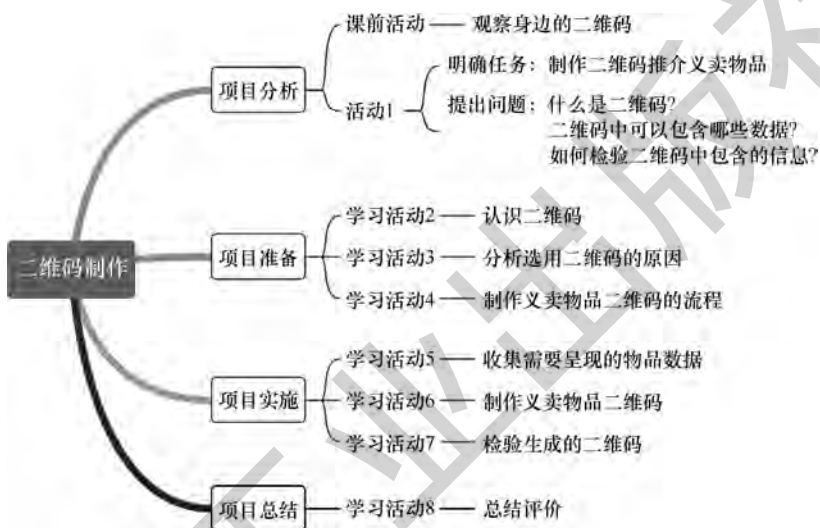 二维码制作
项目分析
课前活动 — 观察身边的二维码
活动1
明确任务：制作二维码推介义卖物品
提出问题：什么是二维码?
二维码中可以包含哪些数据?
如何检验二维码中包含的信息?
项目准备
学习活动2 — 认识二维码
学习活动3 — 分析选用二维码的原因
学习活动4 — 制作义卖物品二维码的流程
项目实施
学习活动5 — 收集需要呈现的物品数据
学习活动6 — 制作义卖物品二维码
学习活动7 — 检验生成的二维码
项目总结
学习活动8 — 总结评价
业出版社